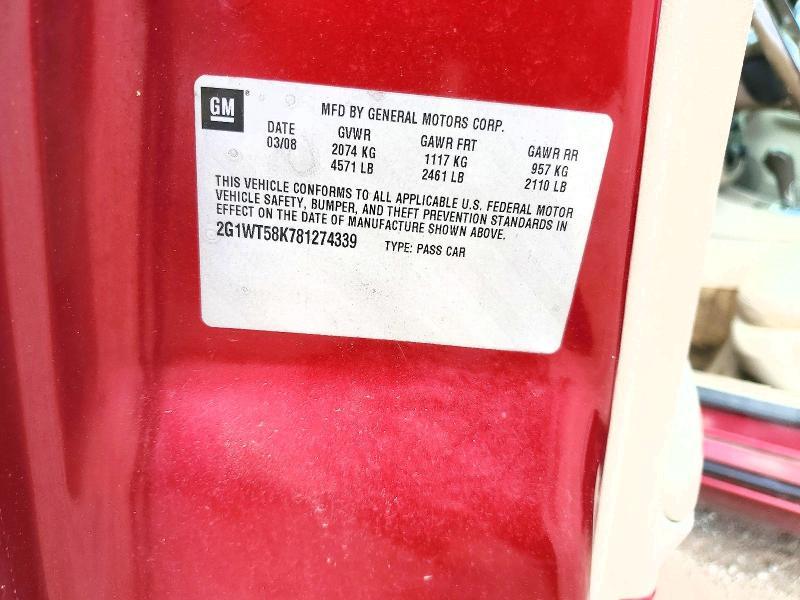 GM
MFD BY GENERAL MOTORS CORP.
DATE GVWR GAWR FRT GAWR RR
03/08 2074 KG 1117 KG 957 KG
4571 LB 2461 LB 2110 LB
THIS VEHICLE CONFORMS TO ALL APPLICABLE U.S. FEDERAL MOTOR
VEHICLE SAFETY, BUMPER, AND THEFT PREVENTION STANDARDS IN
EFFECT ON THE DATE OF MANUFACTURE SHOWN ABOVE.
2G1WT58K781274339 TYPE: PASS CAR